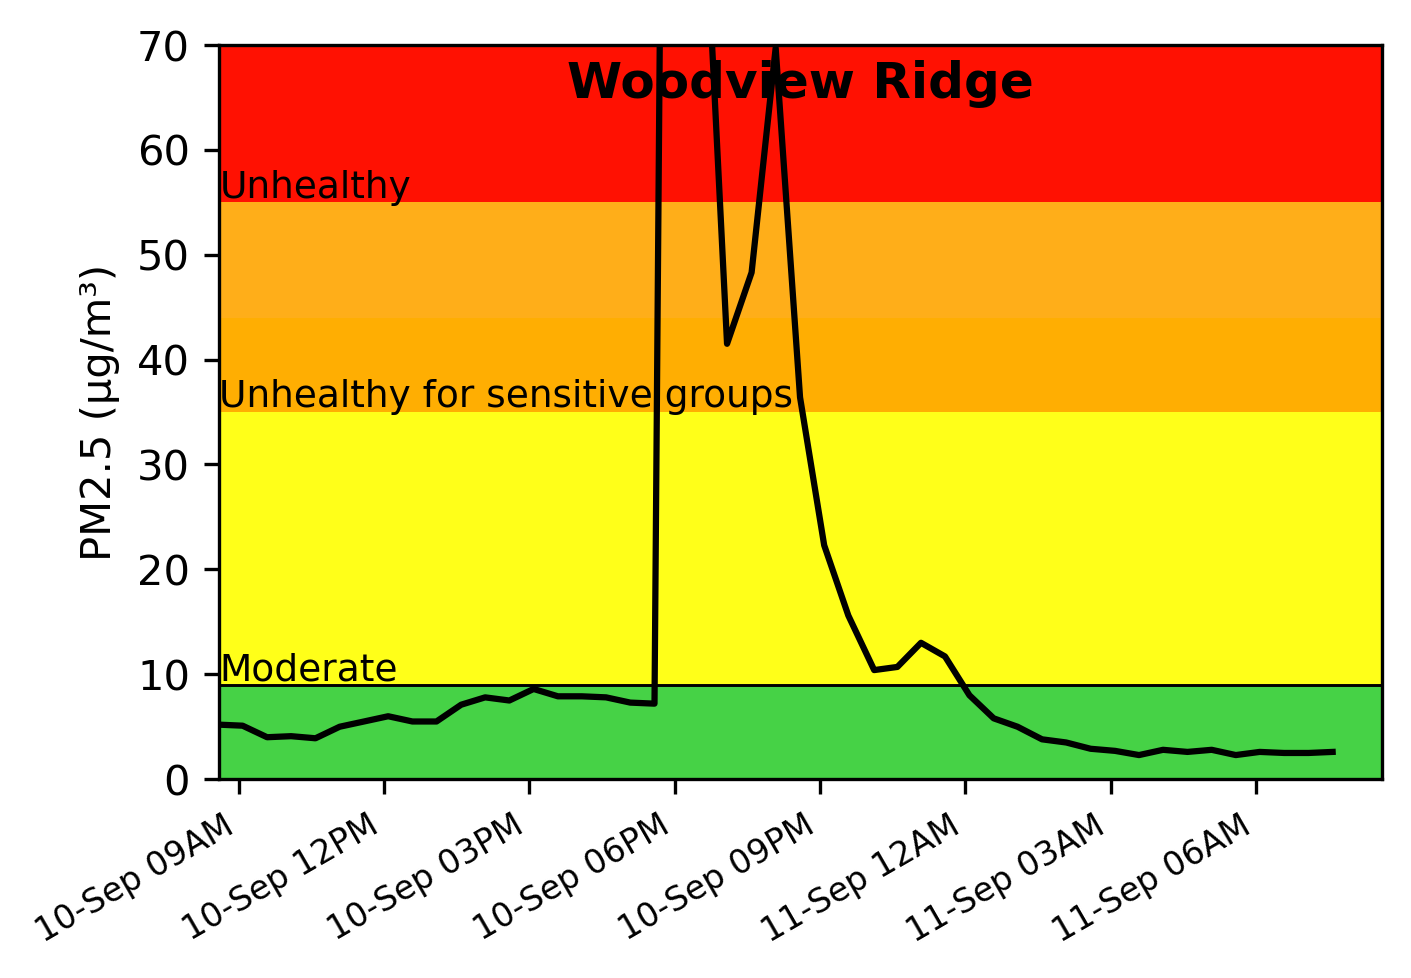 Woodview Ridge
PM2.5 (µg/m³)
70
60
50
40
30
20
10
0
Unhealthy
Unhealthy for sensitive groups
Moderate
10-Sep 09AM
10-Sep 12PM
10-Sep 03PM
10-Sep 06PM
10-Sep 09PM
11-Sep 12AM
11-Sep 03AM
11-Sep 06AM